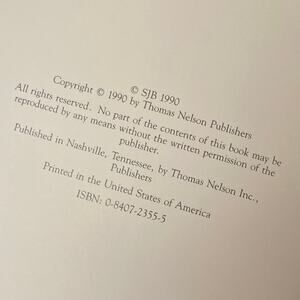 © SJB 1990
Copyright © 1990 by Thomas Nelson Publishers
All rights reserved. No part of the contents of this book may be
reproduced by any means without the written permission of the
publisher.
Published in Nashville, Tennessee, by Thomas Nelson Inc.,
Publishers
Printed in the United States of America
ISBN: 0-8407-2355-5